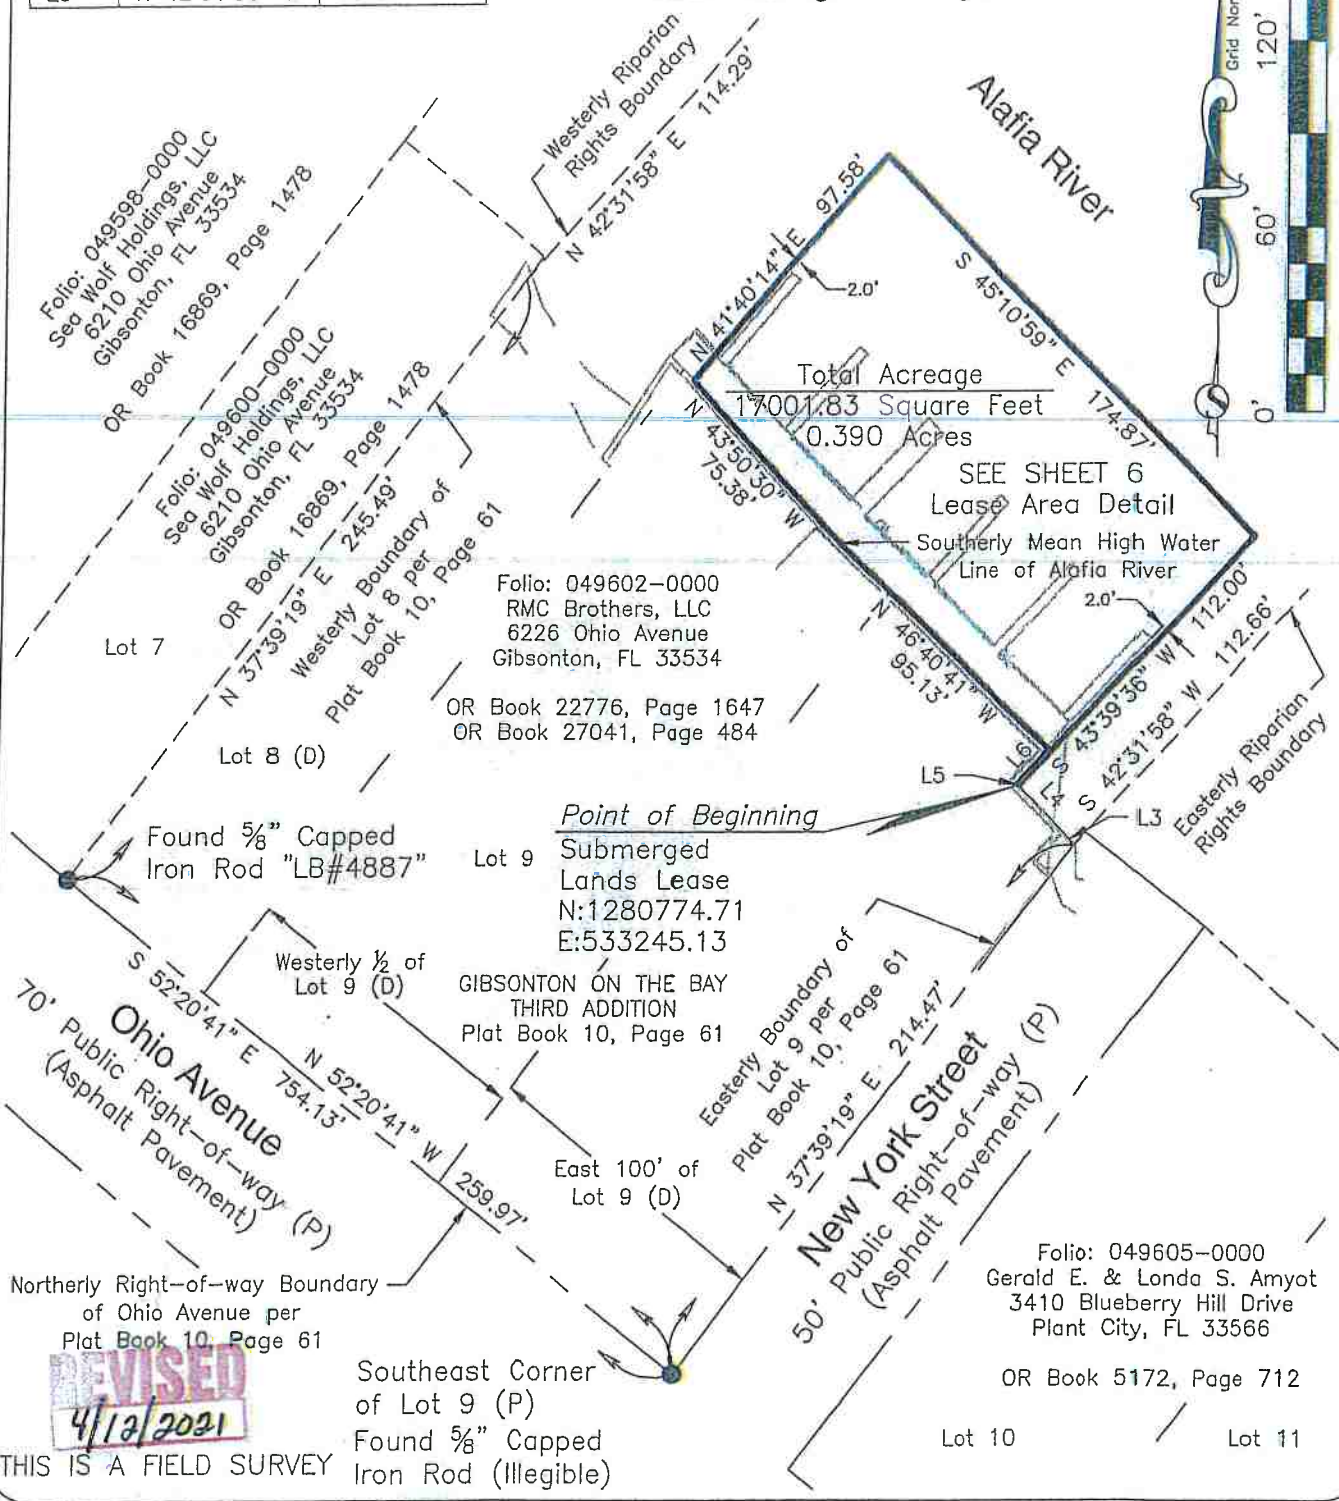 Grid Nor
120'
60'
0'
Alafia River
Westerly Riparian
Rights Boundary
N 42°31'58" E 114.29'
Folio: 049598-0000
Sea Wolf Holdings, LLC
6210 Ohio Avenue
Gibsonton, FL 33534
OR Book 16869, Page 1478
Folio: 049600-0000
Sea Wolf Holdings, LLC
6210 Ohio Avenue
Gibsonton, FL 33534
OR Book 16869, Page 1478
N 37°39'19" E 245.49'
Westerly Boundary of
Lot 8 per
Plat Book 10, Page 61
Lot 7
Lot 8 (D)
N 41°40'14" E 97.58'
2.0'
S 45°10'59" E 174.87'
Total Acreage
17001.83 Square Feet
0.390 Acres
SEE SHEET 6
Lease Area Detail
Southerly Mean High Water
Line of Alafia River
2.0'
N 43°50'30" W
75.38'
N 46°40'41" W
95.13'
S 43°39'36" W 112.00'
S 42°31'58" W 112.66'
Easterly Riparian
Rights Boundary
L6
L5
L4
L3
Folio: 049602-0000
RMC Brothers, LLC
6226 Ohio Avenue
Gibsonton, FL 33534
OR Book 22776, Page 1647
OR Book 27041, Page 484
Found 5/8" Capped
Iron Rod "LB#4887"
Lot 9
Point of Beginning
Submerged
Lands Lease
N:1280774.71
E:533245.13
Westerly ½ of
Lot 9 (D)
GIBSONTON ON THE BAY
THIRD ADDITION
Plat Book 10, Page 61
S 52°20'41" E 754.13'
N 52°20'41" W 259.97'
Ohio Avenue
70' Public Right-of-way (P)
(Asphalt Pavement)
East 100' of
Lot 9 (D)
Easterly Boundary of
Lot 9 per
Plat Book 10, Page 61
N 37°39'19" E 214.47'
New York Street
50' Public Right-of-way (P)
(Asphalt Pavement)
Northerly Right-of-way Boundary
of Ohio Avenue per
Plat Book 10, Page 61
REVISED
4/12/2021
THIS IS A FIELD SURVEY
Southeast Corner
of Lot 9 (P)
Found 5/8" Capped
Iron Rod (Illegible)
Folio: 049605-0000
Gerald E. & Londa S. Amyot
3410 Blueberry Hill Drive
Plant City, FL 33566
OR Book 5172, Page 712
Lot 10
Lot 11